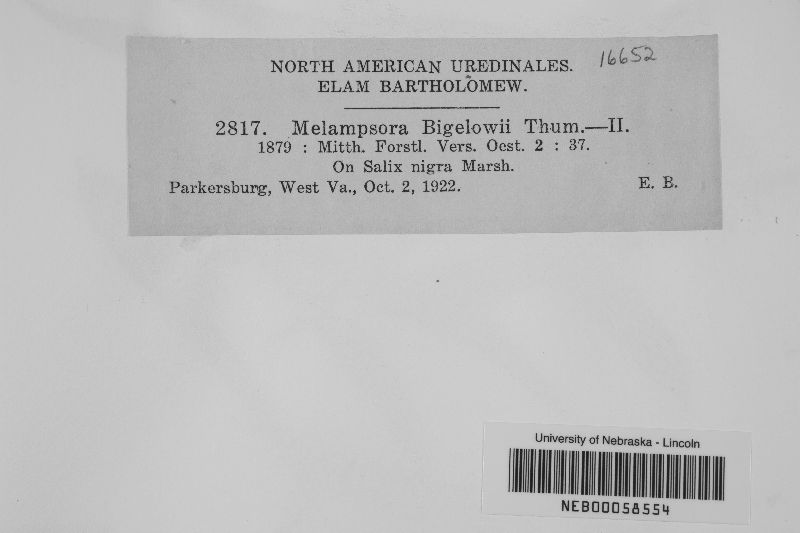 NORTH AMERICAN UREDINALES. 16652
ELAM BARTHOLOMEW.
2817. Melampsora Bigelowii Thum.—II.
1879 : Mitth. Forstl. Vers. Oest. 2 : 37.
On Salix nigra Marsh.
Parkersburg, West Va., Oct. 2, 1922. E. B.
University of Nebraska - Lincoln
NEB00058554